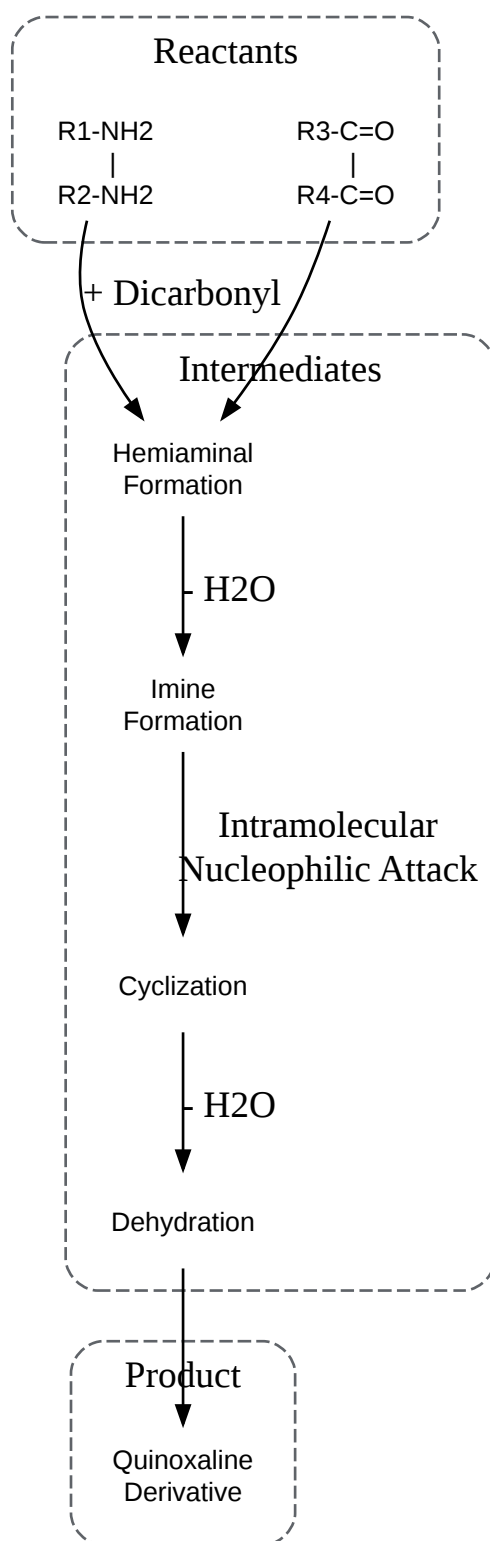 Reactants
R1-NH2 R3-C=O
| |
R2-NH2 R4-C=O
+ Dicarbonyl
Intermediates
Hemiaminal
Formation
- H2O
Imine
Formation
Intramolecular
Nucleophilic Attack
Cyclization
- H2O
Dehydration
Product
Quinoxaline
Derivative